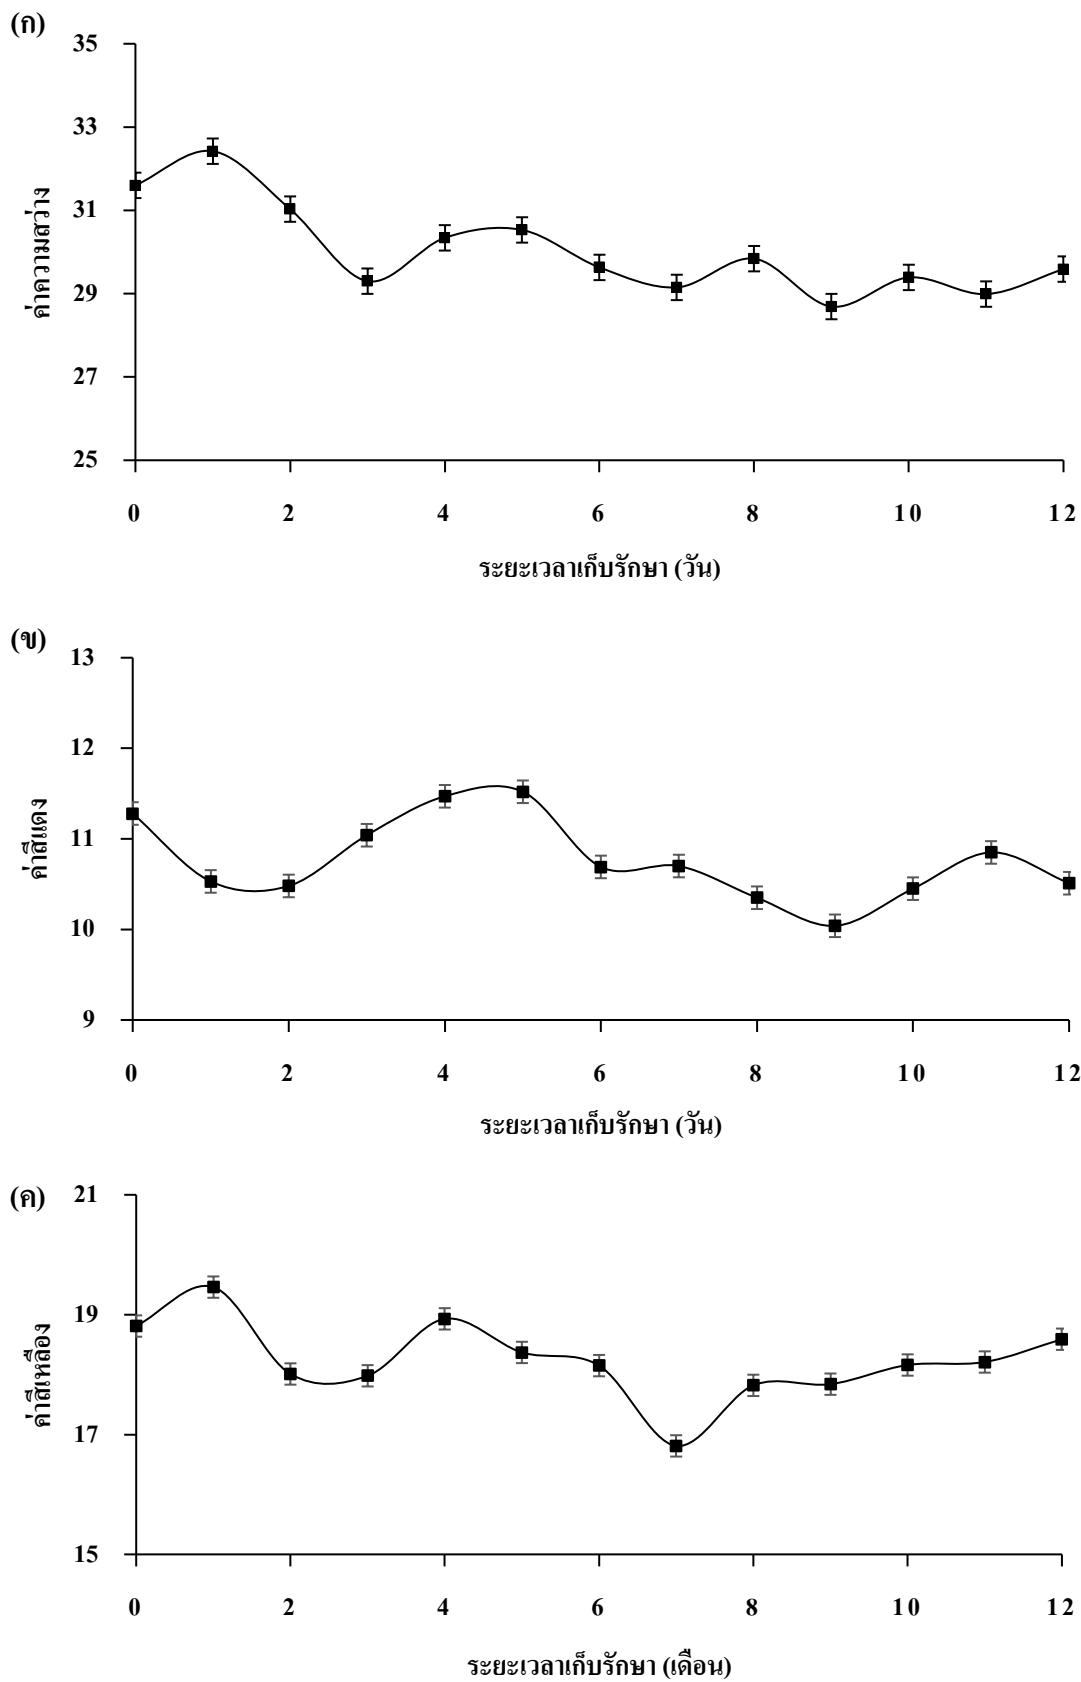 (ก)
35
33
31
29
27
25
ค่าความสว่าง
0 2 4 6 8 10 12
ระยะเวลาเก็บรักษา (วัน)
(ข)
13
12
11
10
9
ค่าสีแดง
0 2 4 6 8 10 12
ระยะเวลาเก็บรักษา (วัน)
(ค)
21
19
17
15
ค่าสีเหลือง
0 2 4 6 8 10 12
ระยะเวลาเก็บรักษา (เดือน)